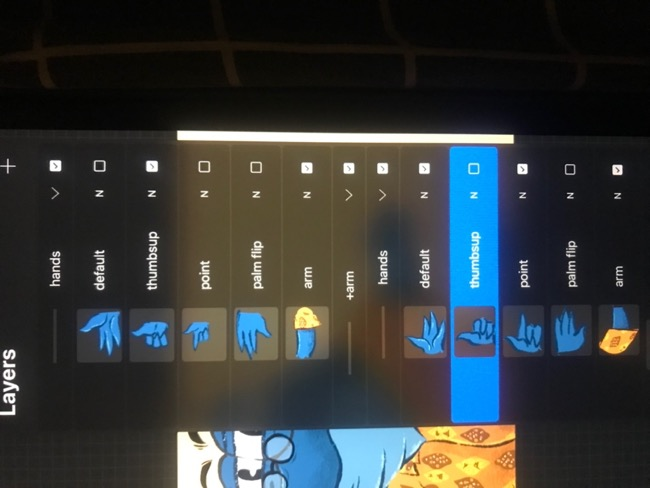 Layers
+
hands
default N
thumbsup N
point N
palm flip N
arm N
+arm
hands
default N
thumbsup N
point N
palm flip N
arm N